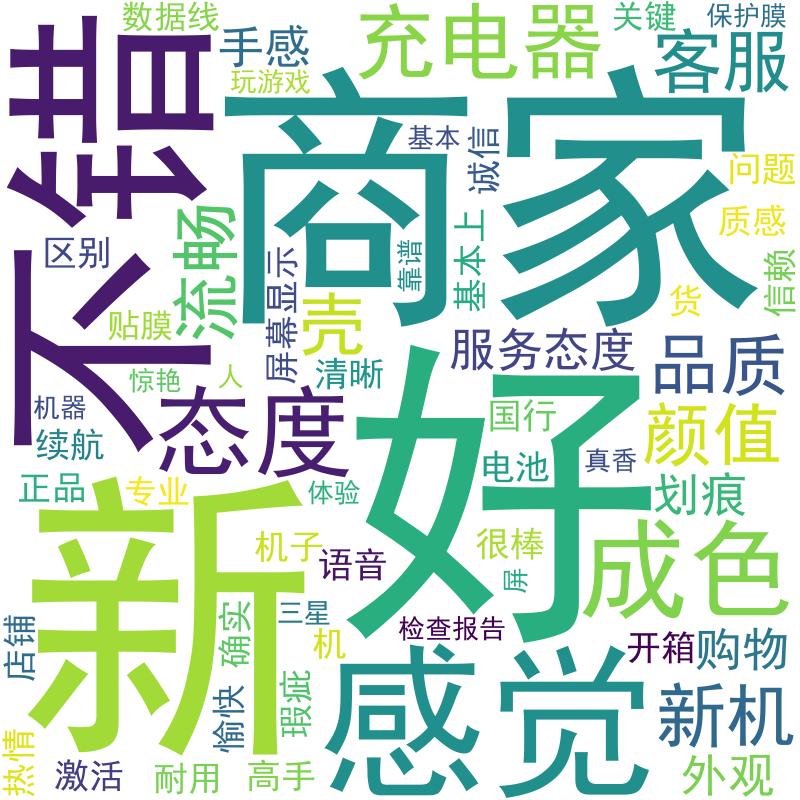 数据线
手感
充电器
关键
保护膜
客服
玩游戏
不错
商家
基本
诚信
问题
质感
区别
流畅
屏幕显示
靠谱
基本上
信赖
贴膜
壳
货
惊艳
人
清晰
服务态度
品质
机器
态度
好
国行
颜值
续航
电池
真香
正品
专业
体验
划痕
新
机子
语音
很棒
屏
成色
店铺
确实
三星
机
检查报告
开箱
购物
愉快
瑕疵
感觉
新机
热情
激活
耐用
高手
外观